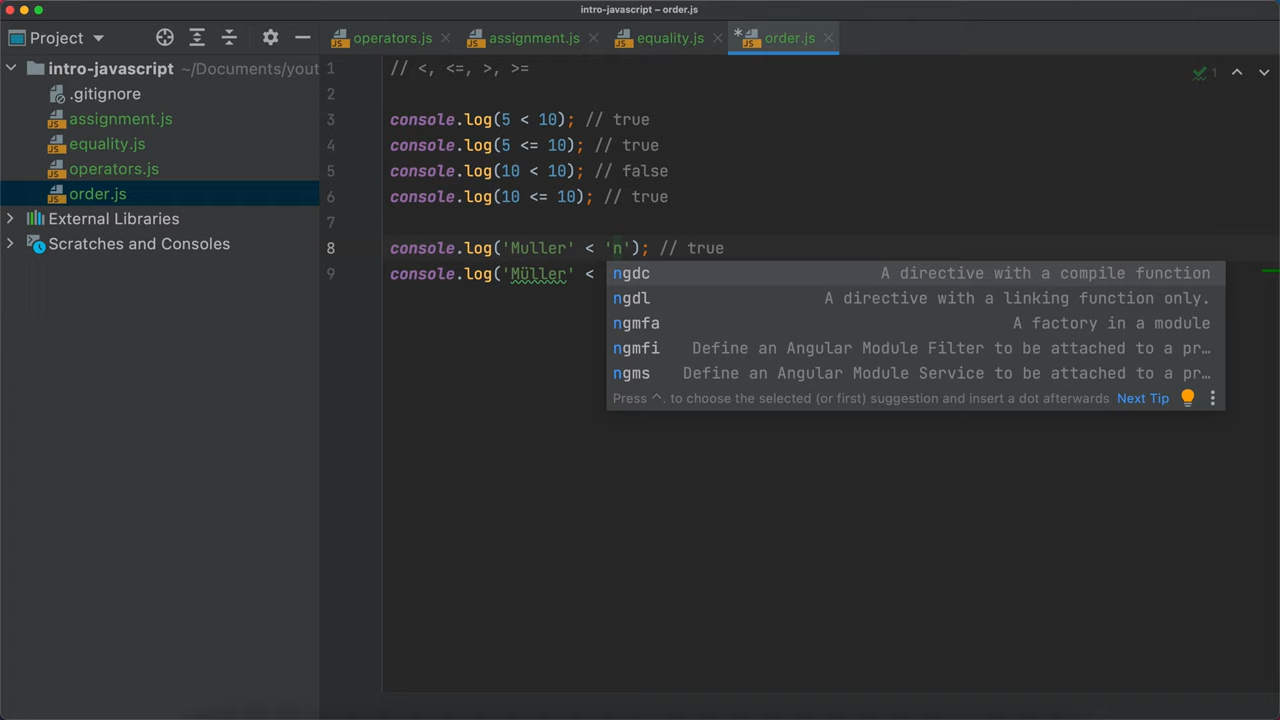 intro-javascript – order.js
Project
operators.js
assignment.js
equality.js
* order.js
intro-javascript ~/Documents/yout
.gitignore
assignment.js
equality.js
operators.js
order.js
External Libraries
Scratches and Consoles
1 // <, <=, >, >=
2
3 console.log(5 < 10); // true
4 console.log(5 <= 10); // true
5 console.log(10 < 10); // false
6 console.log(10 <= 10); // true
7
8 console.log('Muller' < 'n'); // true
9 console.log('Müller' <
1
ngdc A directive with a compile function
ngdl A directive with a linking function only.
ngmfa A factory in a module
ngmfi Define an Angular Module Filter to be attached to a pr…
ngms Define an Angular Module Service to be attached to a pr…
Press ^. to choose the selected (or first) suggestion and insert a dot afterwards Next Tip